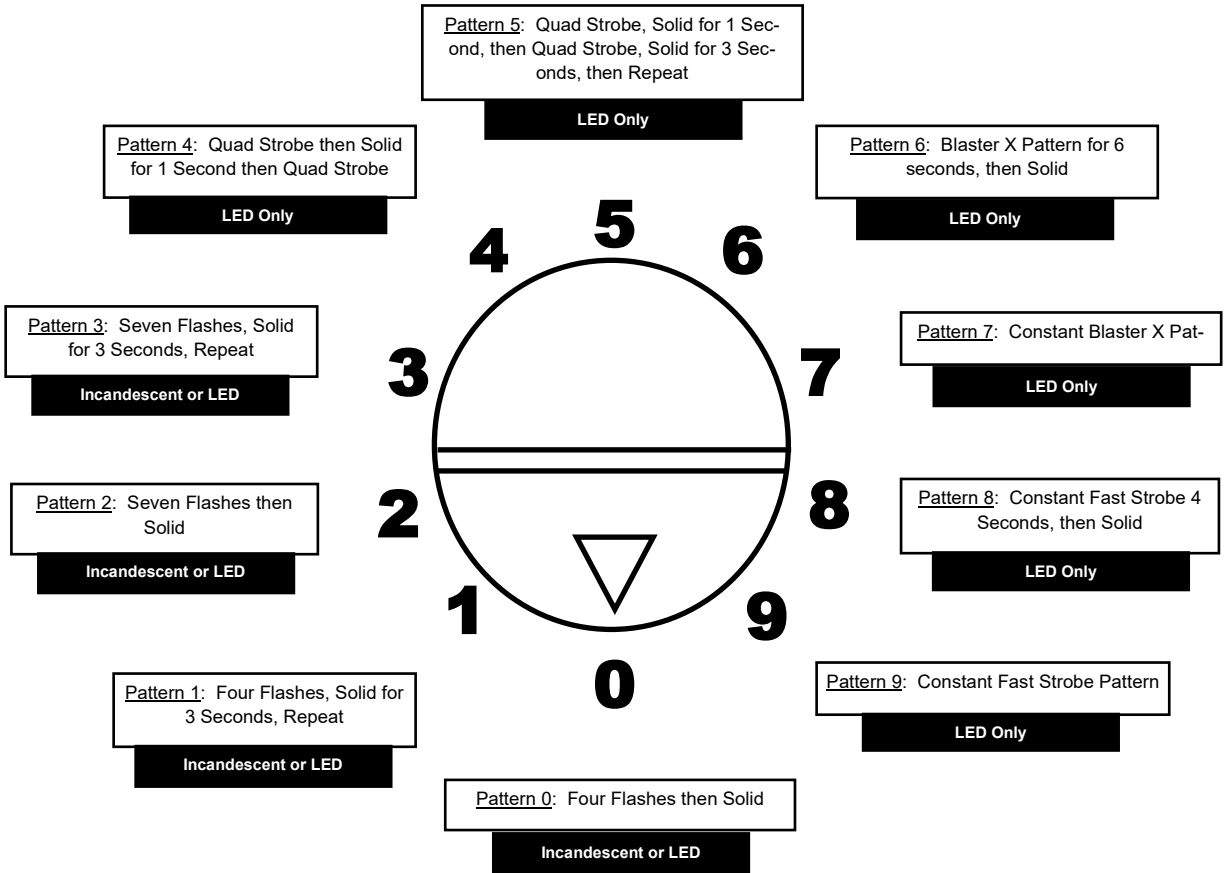 Pattern 5: Quad Strobe, Solid for 1 Sec-
ond, then Quad Strobe, Solid for 3 Sec-
onds, then Repeat
LED Only
Pattern 4: Quad Strobe then Solid
for 1 Second then Quad Strobe
LED Only
Pattern 6: Blaster X Pattern for 6
seconds, then Solid
LED Only
5
4
6
Pattern 3: Seven Flashes, Solid
for 3 Seconds, Repeat
Incandescent or LED
3
7
Pattern 7: Constant Blaster X Pat-
LED Only
Pattern 2: Seven Flashes then
Solid
Incandescent or LED
2
8
Pattern 8: Constant Fast Strobe 4
Seconds, then Solid
LED Only
1
9
0
Pattern 1: Four Flashes, Solid for
3 Seconds, Repeat
Incandescent or LED
Pattern 9: Constant Fast Strobe Pattern
LED Only
Pattern 0: Four Flashes then Solid
Incandescent or LED